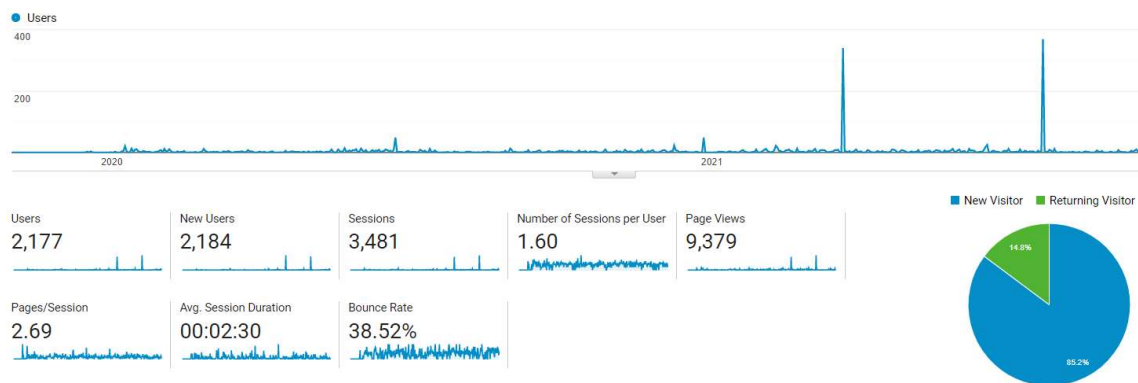 Users
400
200
2020
2021
New Visitor
Returning Visitor
Users
New Users
Sessions
Number of Sessions per User
Page Views
2,177
2,184
3,481
1.60
9,379
14.8%
Pages/Session
Avg. Session Duration
Bounce Rate
2.69
00:02:30
38.52%
85.2%